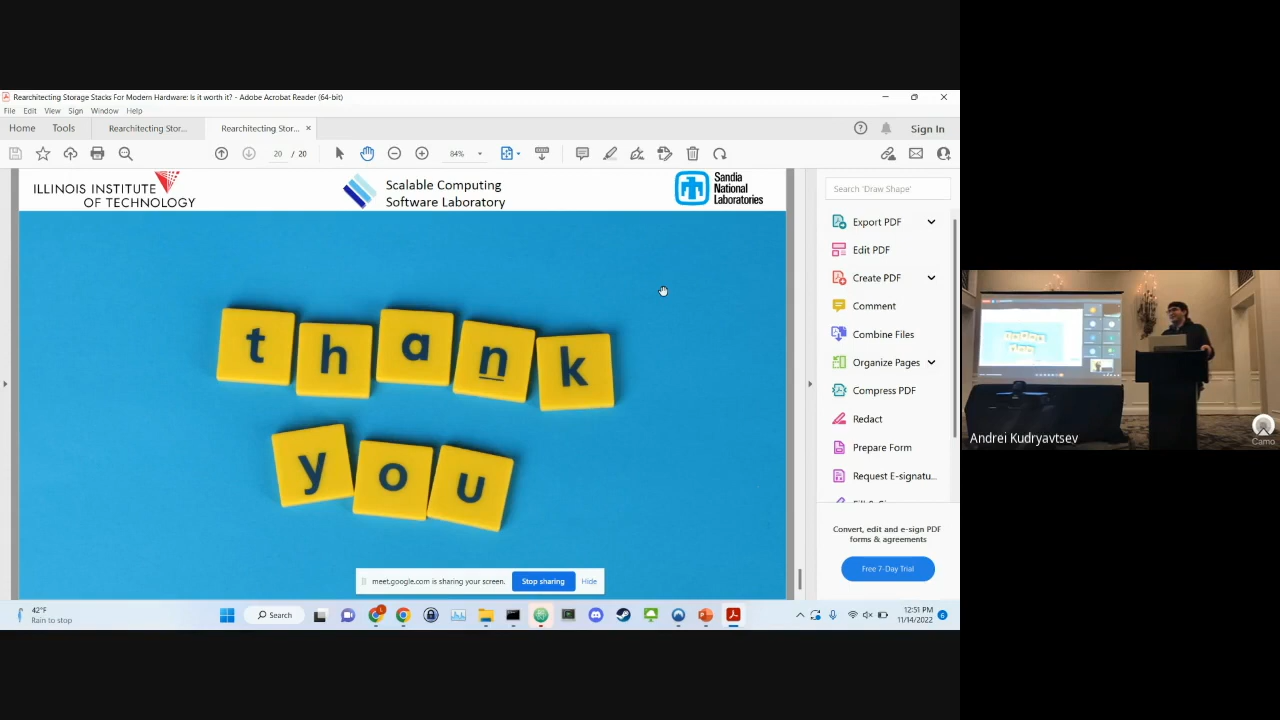 Rearchitecting Storage Stacks For Modern Hardware: Is it worth it? - Adobe Acrobat Reader (64-bit)
File Edit View Sign Window Help
Home Tools Rearchitecting Stor... Rearchitecting Stor... × Sign In
20 / 20 84%
ILLINOIS INSTITUTE
OF TECHNOLOGY
Scalable Computing
Software Laboratory
Sandia
National
Laboratories
thank
you
Search 'Draw Shape'
Export PDF
Edit PDF
Create PDF
Comment
Combine Files
Organize Pages
Compress PDF
Redact
Prepare Form
Request E-signatu...
Convert, edit and e-sign PDF
forms & agreements
Free 7-Day Trial
meet.google.com is sharing your screen. Stop sharing Hide
42°F
Rain to stop
Search
12:51 PM
11/14/2022
6
Andrei Kudryavtsev
Camo